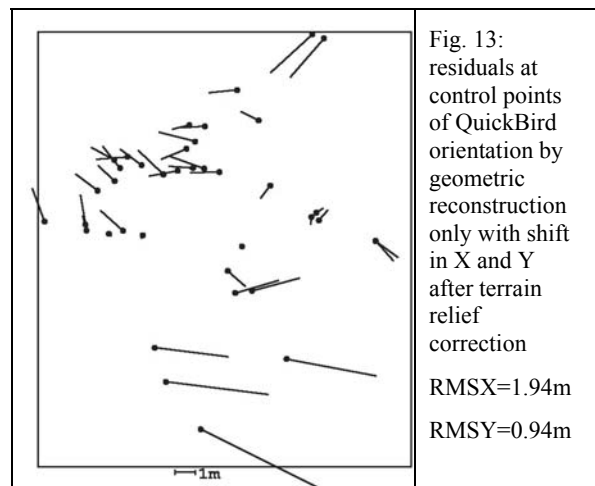 Fig. 13:
residuals at
control points
of QuickBird
orientation by
geometric
reconstruction
only with shift
in X and Y
after terrain
relief
correction
RMSX=1.94m
RMSY=0.94m
1m